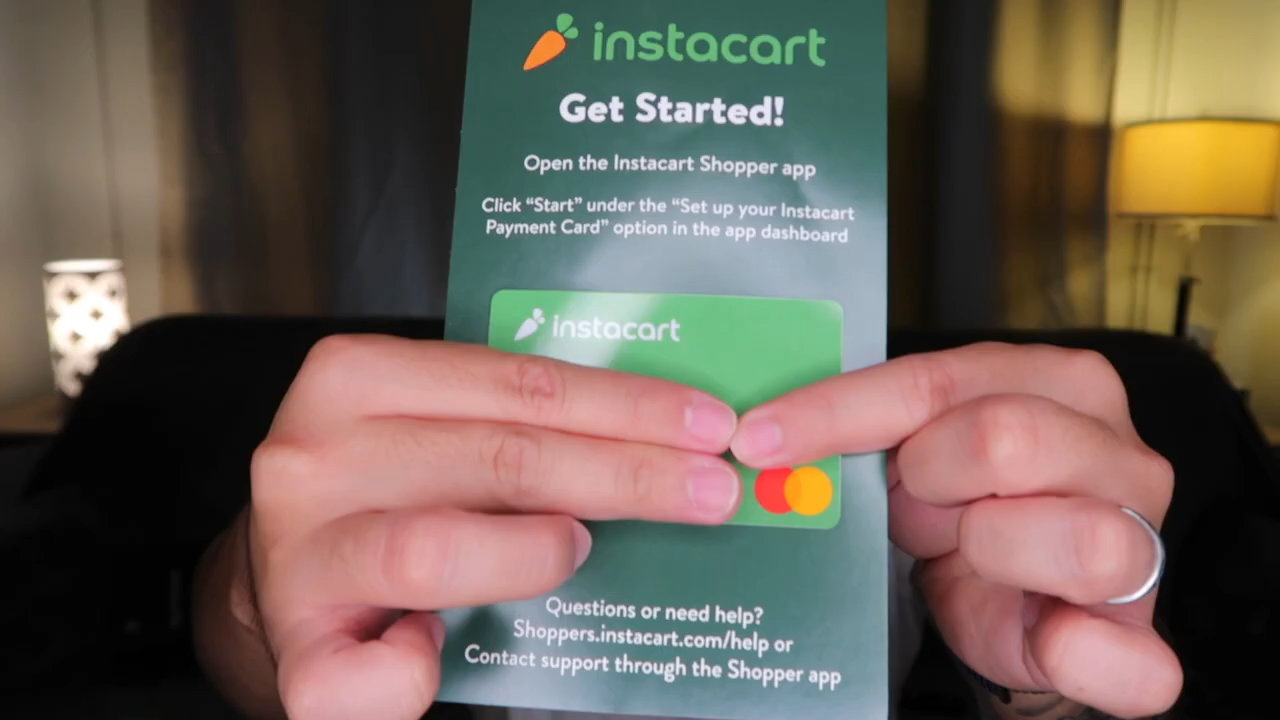 instacart
Get Started!
Open the Instacart Shopper app
Click “Start” under the “Set up your Instacart
Payment Card” option in the app dashboard
instacart
Questions or need help?
Shoppers.instacart.com/help or
Contact support through the Shopper app